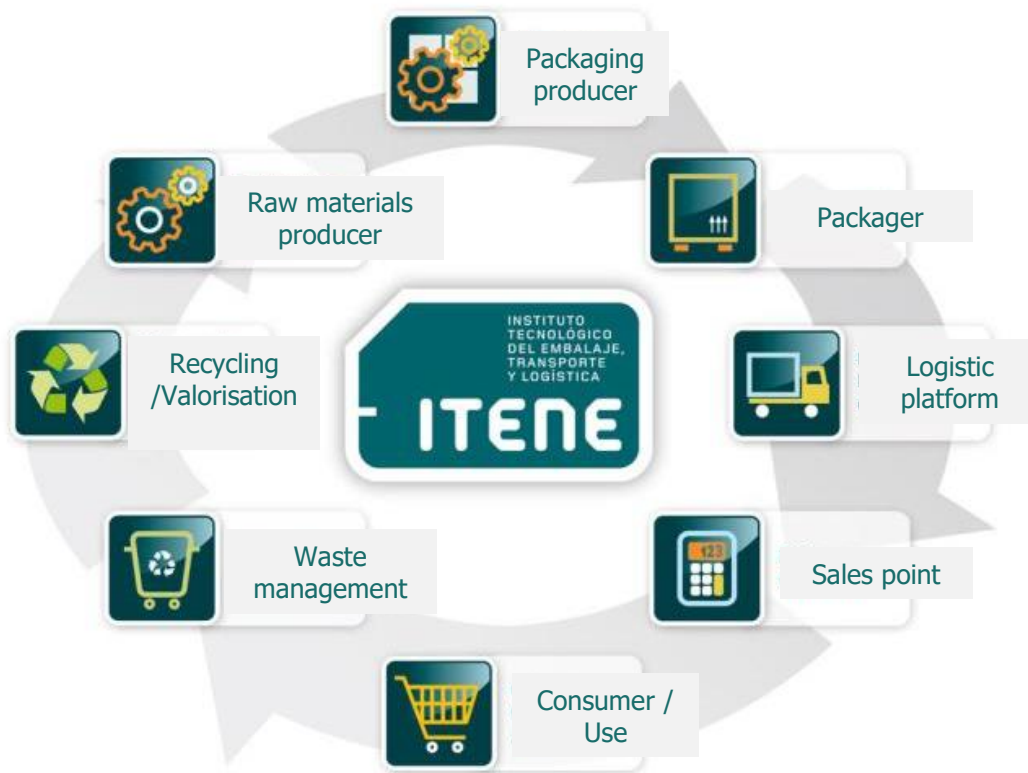 Packaging
producer
Raw materials
producer
Packager
INSTITUTO
TECNOLÓGICO
DEL EMBALAJE,
TRANSPORTE
Y LOGÍSTICA
ITENE
Recycling
/Valorisation
Logistic
platform
Waste
management
123
Sales point
Consumer /
Use